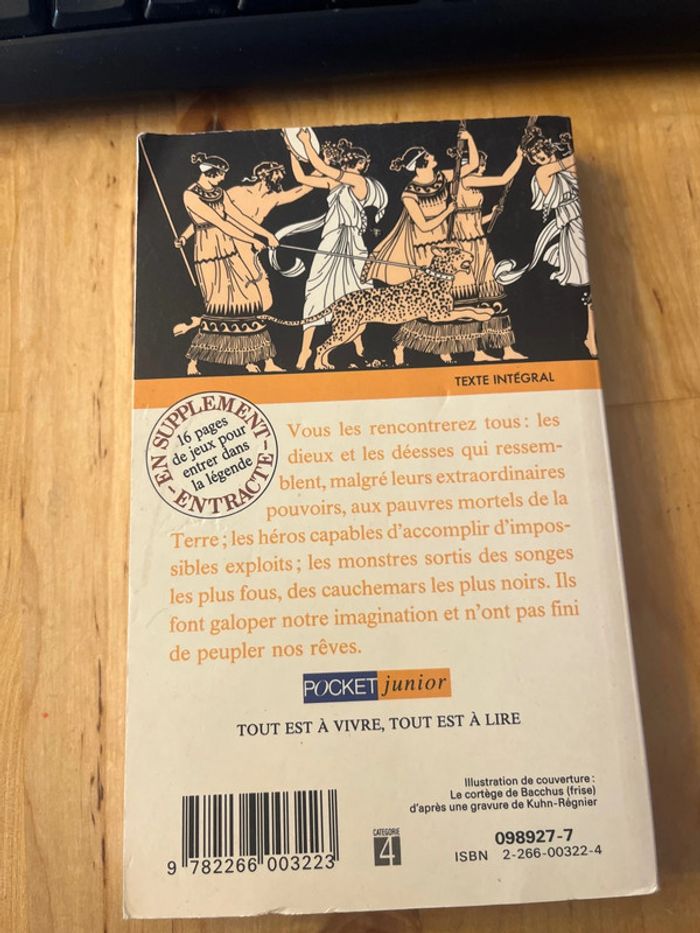 TEXTE INTÉGRAL
EN SUPPLEMENT - ENTRACTE -
16 pages
de jeux pour
entrer dans
la légende
Vous les rencontrerez tous : les
dieux et les déesses qui ressem-
blent, malgré leurs extraordinaires
pouvoirs, aux pauvres mortels de la
Terre ; les héros capables d'accomplir d'impos-
sibles exploits ; les monstres sortis des songes
les plus fous, des cauchemars les plus noirs. Ils
font galoper notre imagination et n'ont pas fini
de peupler nos rêves.
POCKET junior
TOUT EST À VIVRE, TOUT EST À LIRE
Illustration de couverture :
Le cortège de Bacchus (frise)
d'après une gravure de Kuhn-Régnier
CATEGORIE
4
098927-7
ISBN 2-266-00322-4
9 782266 003223